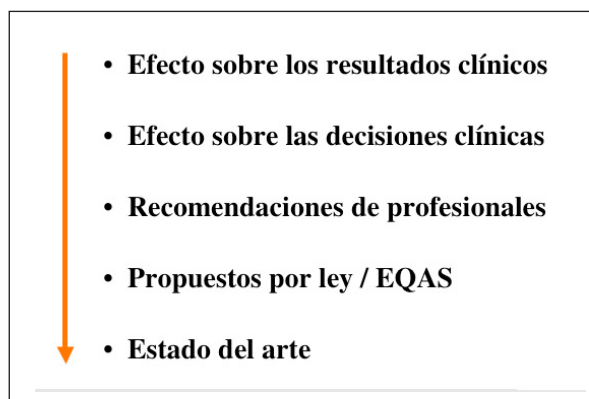 • Efecto sobre los resultados clínicos
• Efecto sobre las decisiones clínicas
• Recomendaciones de profesionales
• Propuestos por ley / EQAS
• Estado del arte